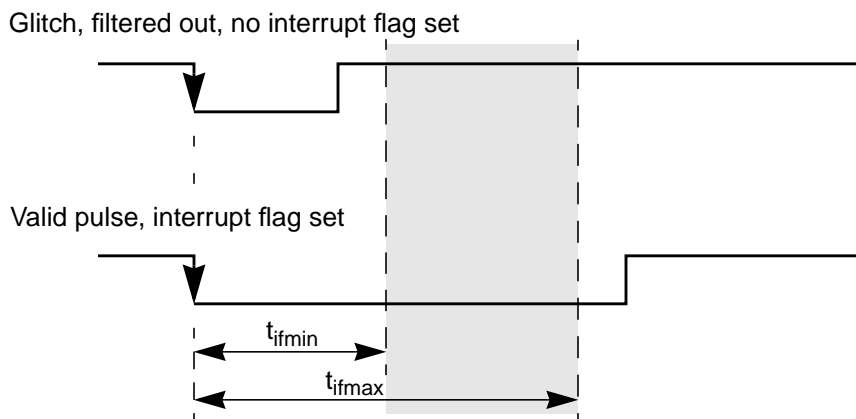 Glitch, filtered out, no interrupt flag set
Valid pulse, interrupt flag set
tifmin
tifmax